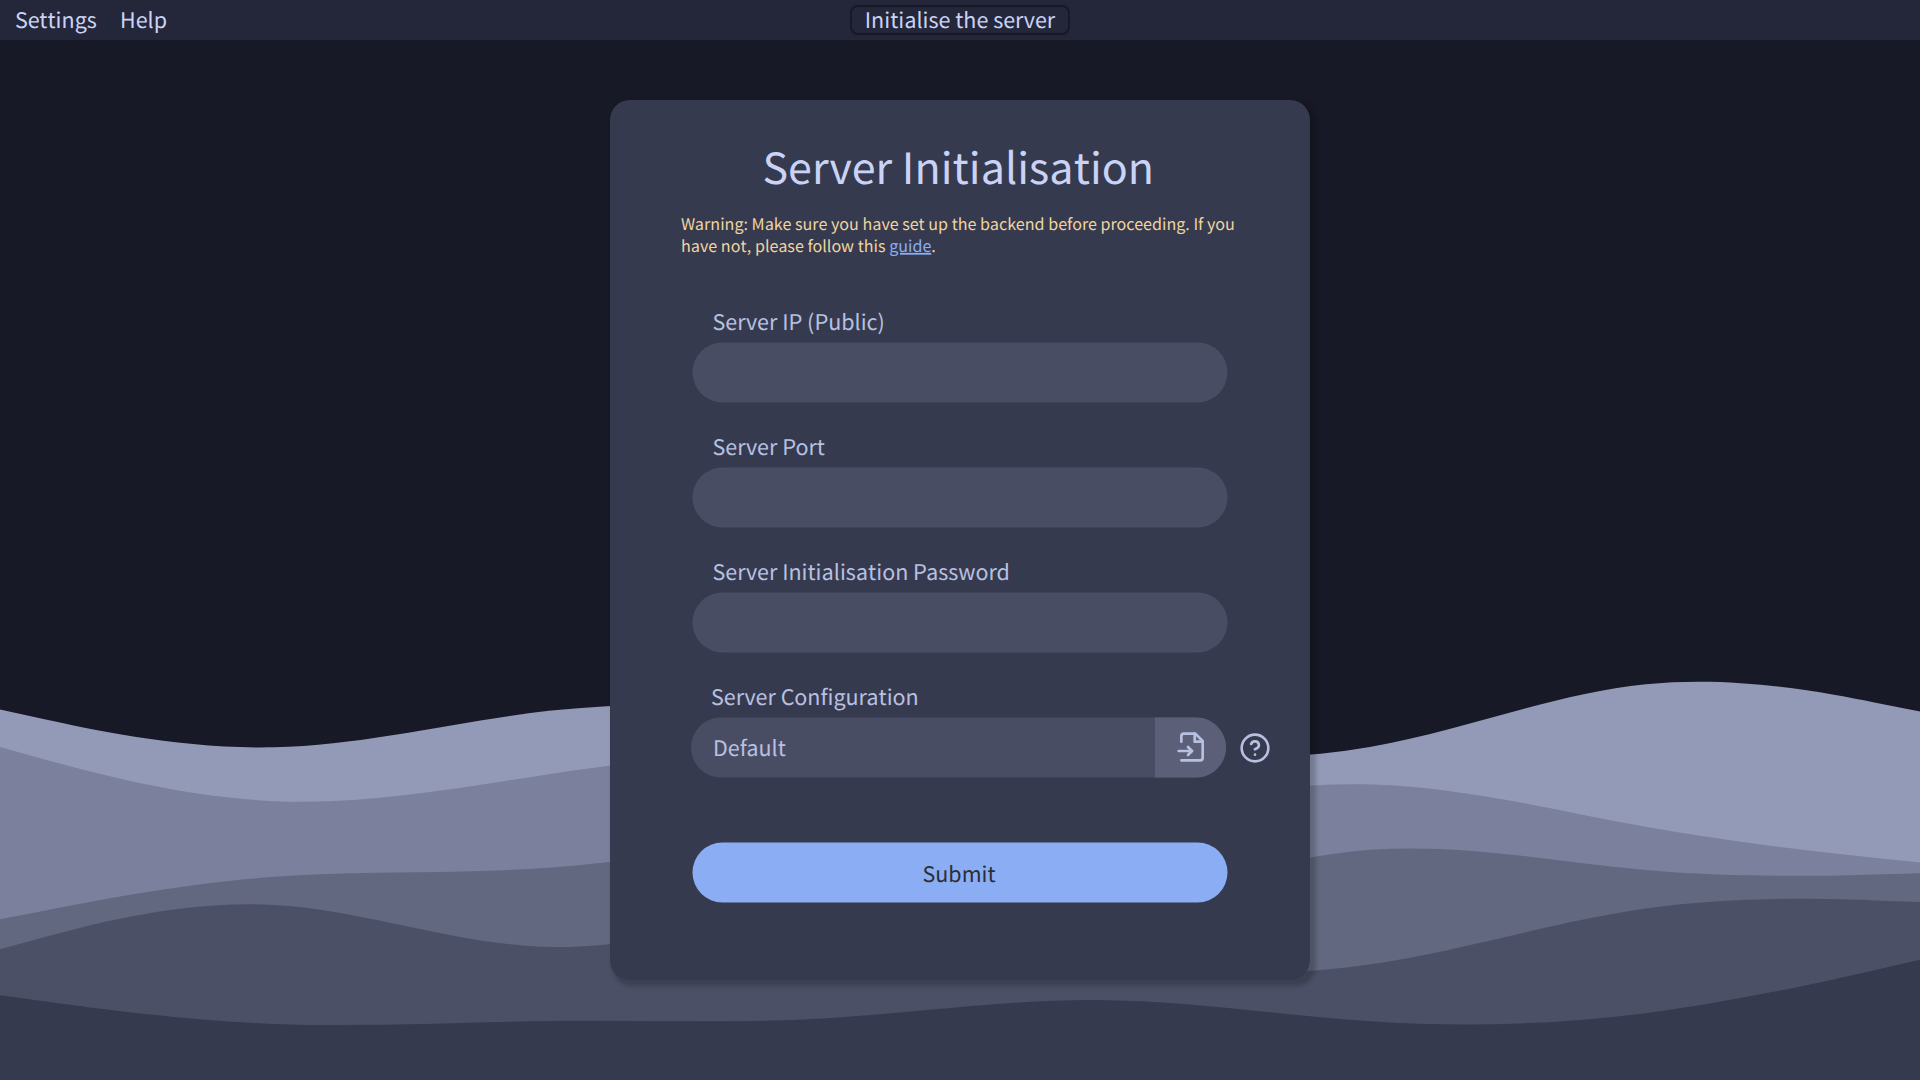 Settings Help Initialise the server
Server Initialisation
Warning: Make sure you have set up the backend before proceeding. If you
have not, please follow this guide.
Server IP (Public)
Server Port
Server Initialisation Password
Server Configuration
Default
Submit